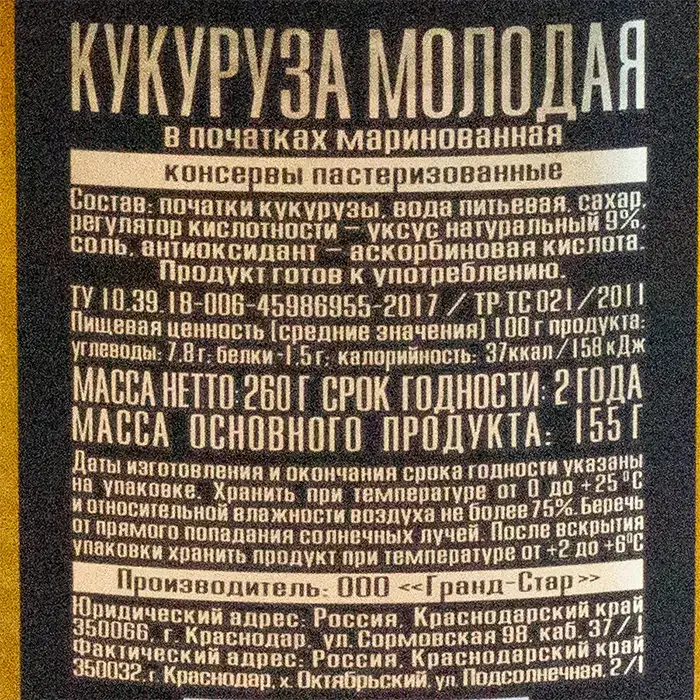 КУКУРУЗА МОЛОДАЯ
В ПОЧАТКАХ МАРИНОВАННАЯ
КОНСЕРВЫ ПАСТЕРИЗОВАННЫЕ
Состав: початки кукурузы, вода питьевая, сахар,
регулятор кислотности – уксус натуральный 9%,
соль, антиоксидант – аскорбиновая кислота.
Продукт готов к употреблению.
ТУ 10.39.18-006-45986955-2017 / ТР ТС 021/2011
Пищевая ценность (средние значения) 100 г продукта:
углеводы: 7,8 г; белки -1,5 г; калорийность: 37ккал/158 кДж
МАССА НЕТТО: 260 Г СРОК ГОДНОСТИ: 2 ГОДА
МАССА ОСНОВНОГО ПРОДУКТА: 155 Г
Даты изготовления и окончания срока годности указаны
на упаковке. Хранить при температуре от 0 до +25°С
и относительной влажности воздуха не более 75%. Беречь
от прямого попадания солнечных лучей. После вскрытия
упаковки хранить продукт при температуре от +2 до +6°С
Производитель: ООО «Гранд-Стар»
Юридический адрес: Россия, Краснодарский край
350066, г. Краснодар ул. Сормовская 98, каб. 37/1
Фактический адрес: Россия, Краснодарский край
350032, г. Краснодар, х. Октябрьский, ул. Подсолнечная, 2/1